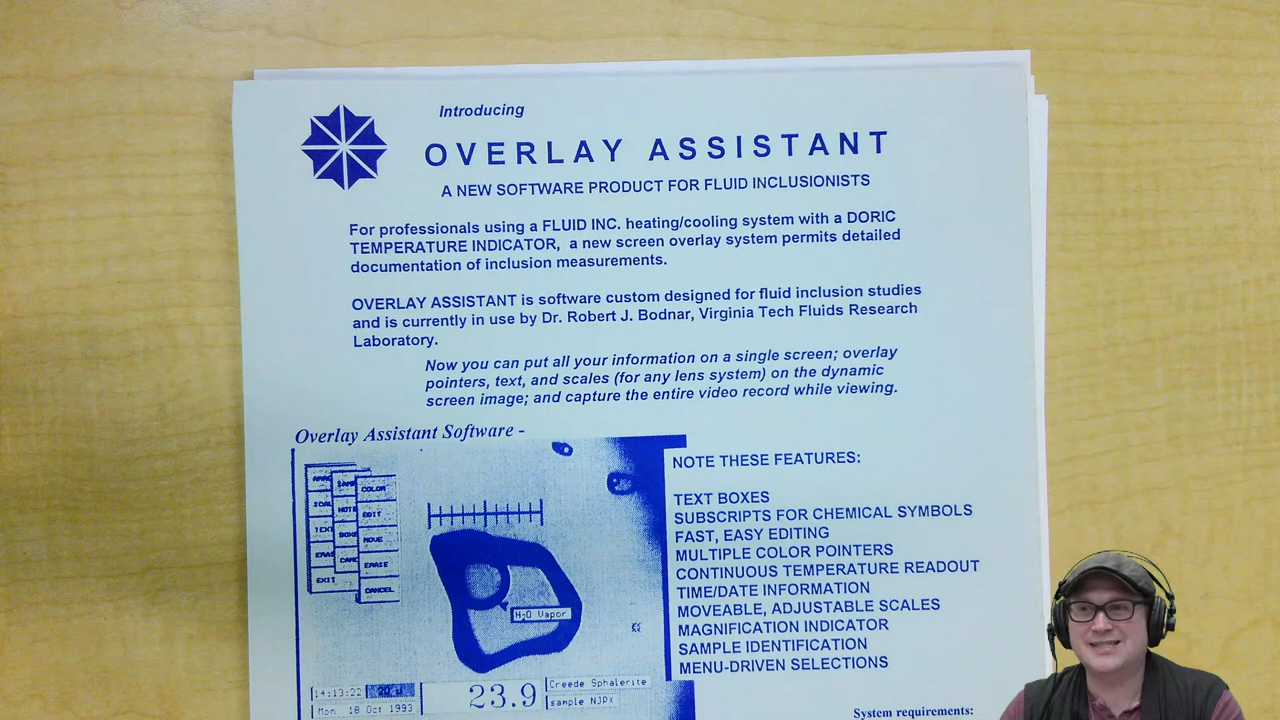 Introducing
OVERLAY ASSISTANT
A NEW SOFTWARE PRODUCT FOR FLUID INCLUSIONISTS
For professionals using a FLUID INC. heating/cooling system with a DORIC
TEMPERATURE INDICATOR, a new screen overlay system permits detailed
documentation of inclusion measurements.
OVERLAY ASSISTANT is software custom designed for fluid inclusion studies
and is currently in use by Dr. Robert J. Bodnar, Virginia Tech Fluids Research
Laboratory.
Now you can put all your information on a single screen; overlay
pointers, text, and scales (for any lens system) on the dynamic
screen image; and capture the entire video record while viewing.
Overlay Assistant Software -
COLOR
EDIT
MOVE
ERASE
EXIT
CANCEL
H2O Vapor
14:13:22
20 u
Mon 18 Oct 1993
23.9
Creede Sphalerite
sample NJPX
NOTE THESE FEATURES:
TEXT BOXES
SUBSCRIPTS FOR CHEMICAL SYMBOLS
FAST, EASY EDITING
MULTIPLE COLOR POINTERS
CONTINUOUS TEMPERATURE READOUT
TIME/DATE INFORMATION
MOVEABLE, ADJUSTABLE SCALES
MAGNIFICATION INDICATOR
SAMPLE IDENTIFICATION
MENU-DRIVEN SELECTIONS
System requirements: